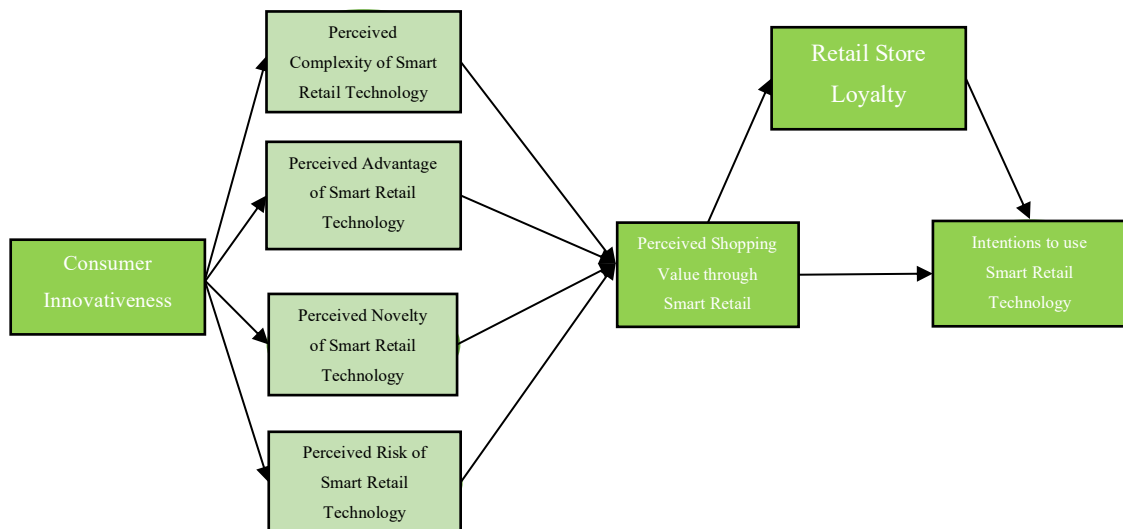 Perceived
Complexity of Smart
Retail Technology
Perceived Advantage
of Smart Retail
Technology
Consumer
Innovativeness
Perceived Novelty
of Smart Retail
Technology
Perceived Risk of
Smart Retail
Technology
Perceived Shopping
Value through
Smart Retail
Retail Store
Loyalty
Intentions to use
Smart Retail
Technology